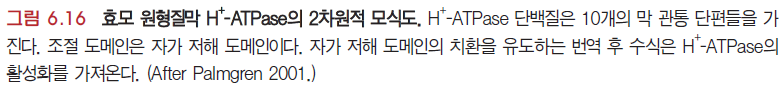 그림 6.16 효모 원형질막 H⁺-ATPase의 2차원적 모식도. H⁺-ATPase 단백질은 10개의 막 관통 단편들을 가
진다. 조절 도메인은 자가 저해 도메인이다. 자가 저해 도메인의 치환을 유도하는 번역 후 수식은 H⁺-ATPase의
활성화를 가져온다. (After Palmgren 2001.)